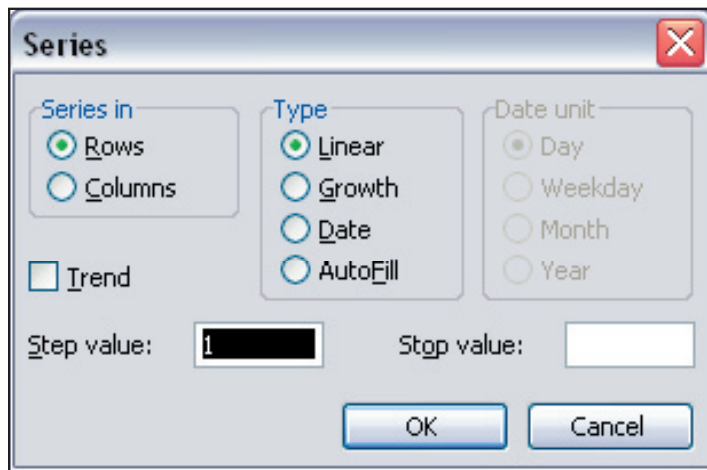 Series
Series in
Rows
Columns
Trend
Type
Linear
Growth
Date
AutoFill
Date unit
Day
Weekday
Month
Year
Step value: 1
Stop value:
OK
Cancel